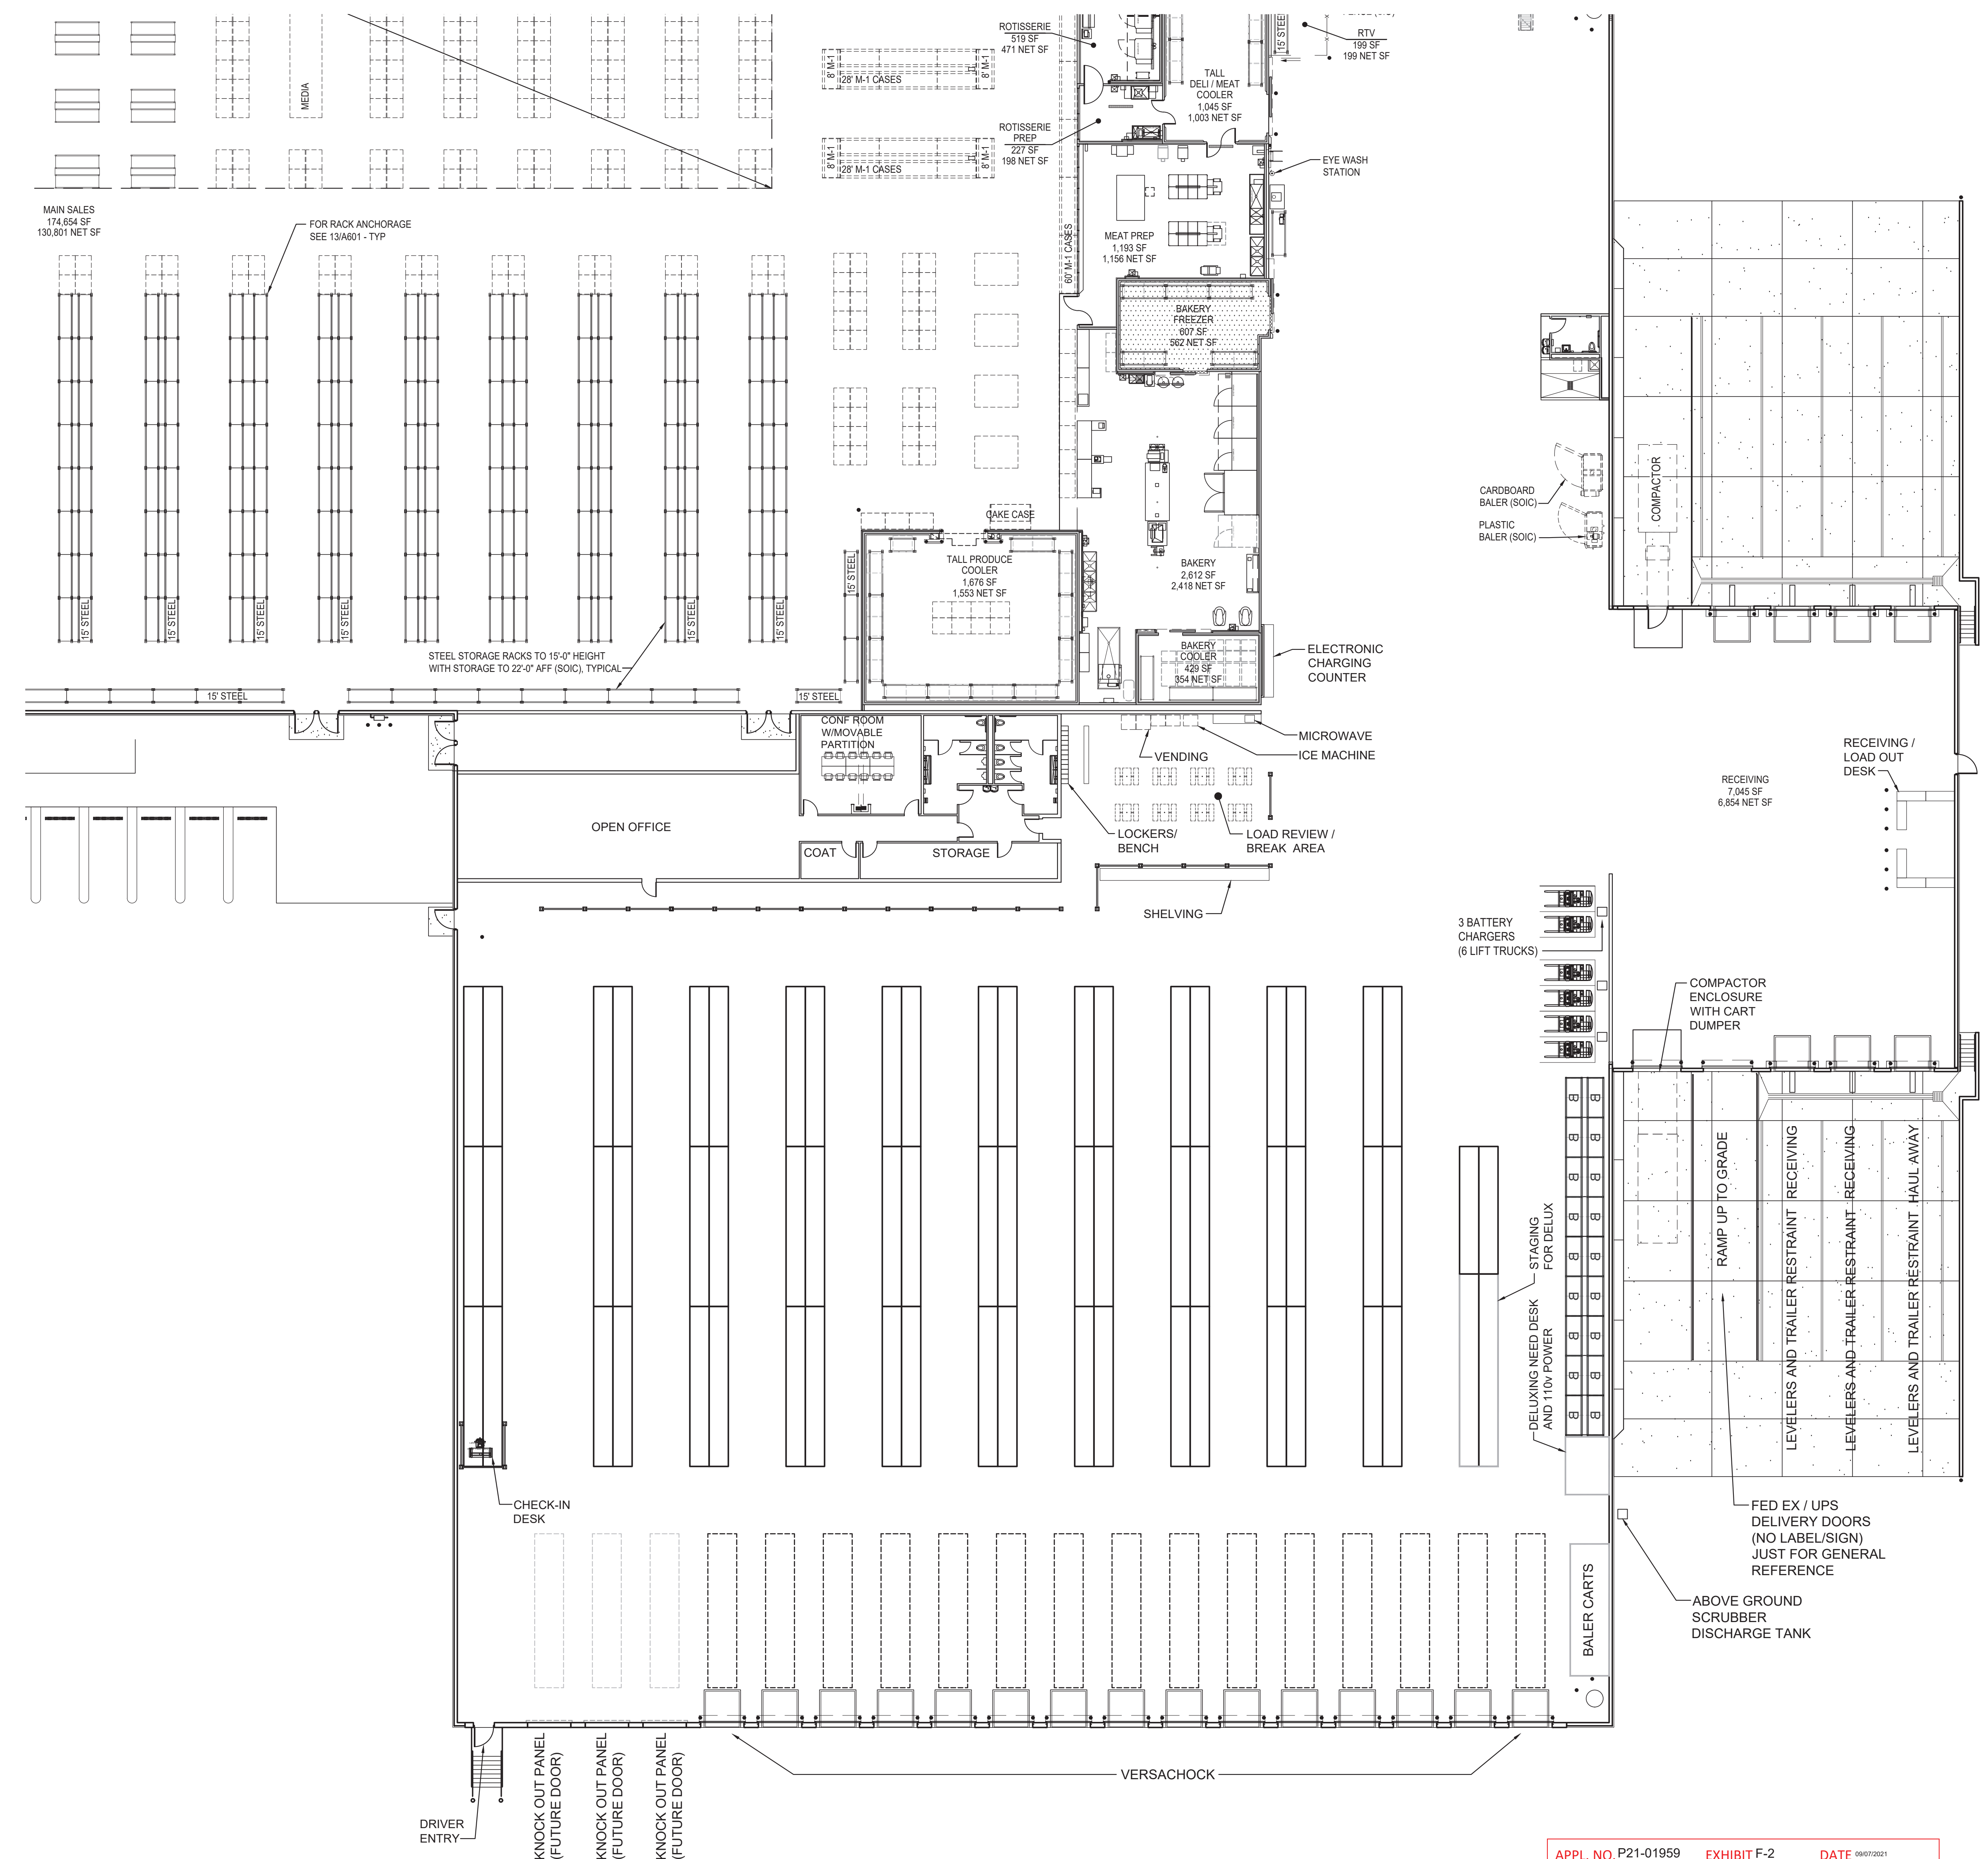 ROTISSERIE
519 SF
471 NET SF
15' STEEL
RTV
199 SF
199 NET SF
MEDIA
8' M-1
28' M-1 CASES
8' M-1
TALL
DELI / MEAT
COOLER
1,045 SF
1,003 NET SF
ROTISSERIE
PREP
227 SF
198 NET SF
8' M-1
28' M-1 CASES
8' M-1
EYE WASH
STATION
MAIN SALES
174,654 SF
130,801 NET SF
FOR RACK ANCHORAGE
SEE 13/A601 - TYP
60' M-1 CASES
MEAT PREP
1,193 SF
1,156 NET SF
BAKERY
FREEZER
607 SF
562 NET SF
CARDBOARD
BALER (SOIC)
COMPACTOR
PLASTIC
BALER (SOIC)
CAKE CASE
TALL PRODUCE
COOLER
1,676 SF
1,553 NET SF
15' STEEL
BAKERY
2,612 SF
2,418 NET SF
15' STEEL
15' STEEL
15' STEEL
15' STEEL
15' STEEL
15' STEEL
STEEL STORAGE RACKS TO 15'-0" HEIGHT
WITH STORAGE TO 22'-0" AFF (SOIC), TYPICAL
BAKERY
COOLER
429 SF
354 NET SF
ELECTRONIC
CHARGING
COUNTER
15' STEEL
15' STEEL
CONF ROOM
W/MOVABLE
PARTITION
MICROWAVE
VENDING
ICE MACHINE
RECEIVING /
LOAD OUT
DESK
RECEIVING
7,045 SF
6,854 NET SF
OPEN OFFICE
COAT
STORAGE
LOCKERS/
BENCH
LOAD REVIEW /
BREAK AREA
SHELVING
3 BATTERY
CHARGERS
(6 LIFT TRUCKS)
COMPACTOR
ENCLOSURE
WITH CART
DUMPER
B B
B B
B B
B B
B B
B B
B B
B B
B B
STAGING
FOR DELUX
DELUXING NEED DESK
AND 110v POWER
RAMP UP TO GRADE
LEVELERS AND TRAILER RESTRAINT RECEIVING
LEVELERS AND TRAILER RESTRAINT RECEIVING
LEVELERS AND TRAILER RESTRAINT HAUL AWAY
CHECK-IN
DESK
FED EX / UPS
DELIVERY DOORS
(NO LABEL/SIGN)
JUST FOR GENERAL
REFERENCE
BALER CARTS
ABOVE GROUND
SCRUBBER
DISCHARGE TANK
KNOCK OUT PANEL
(FUTURE DOOR)
KNOCK OUT PANEL
(FUTURE DOOR)
KNOCK OUT PANEL
(FUTURE DOOR)
VERSACHOCK
DRIVER
ENTRY
APPL. NO. P21-01959 EXHIBIT F-2 DATE 09/07/2021